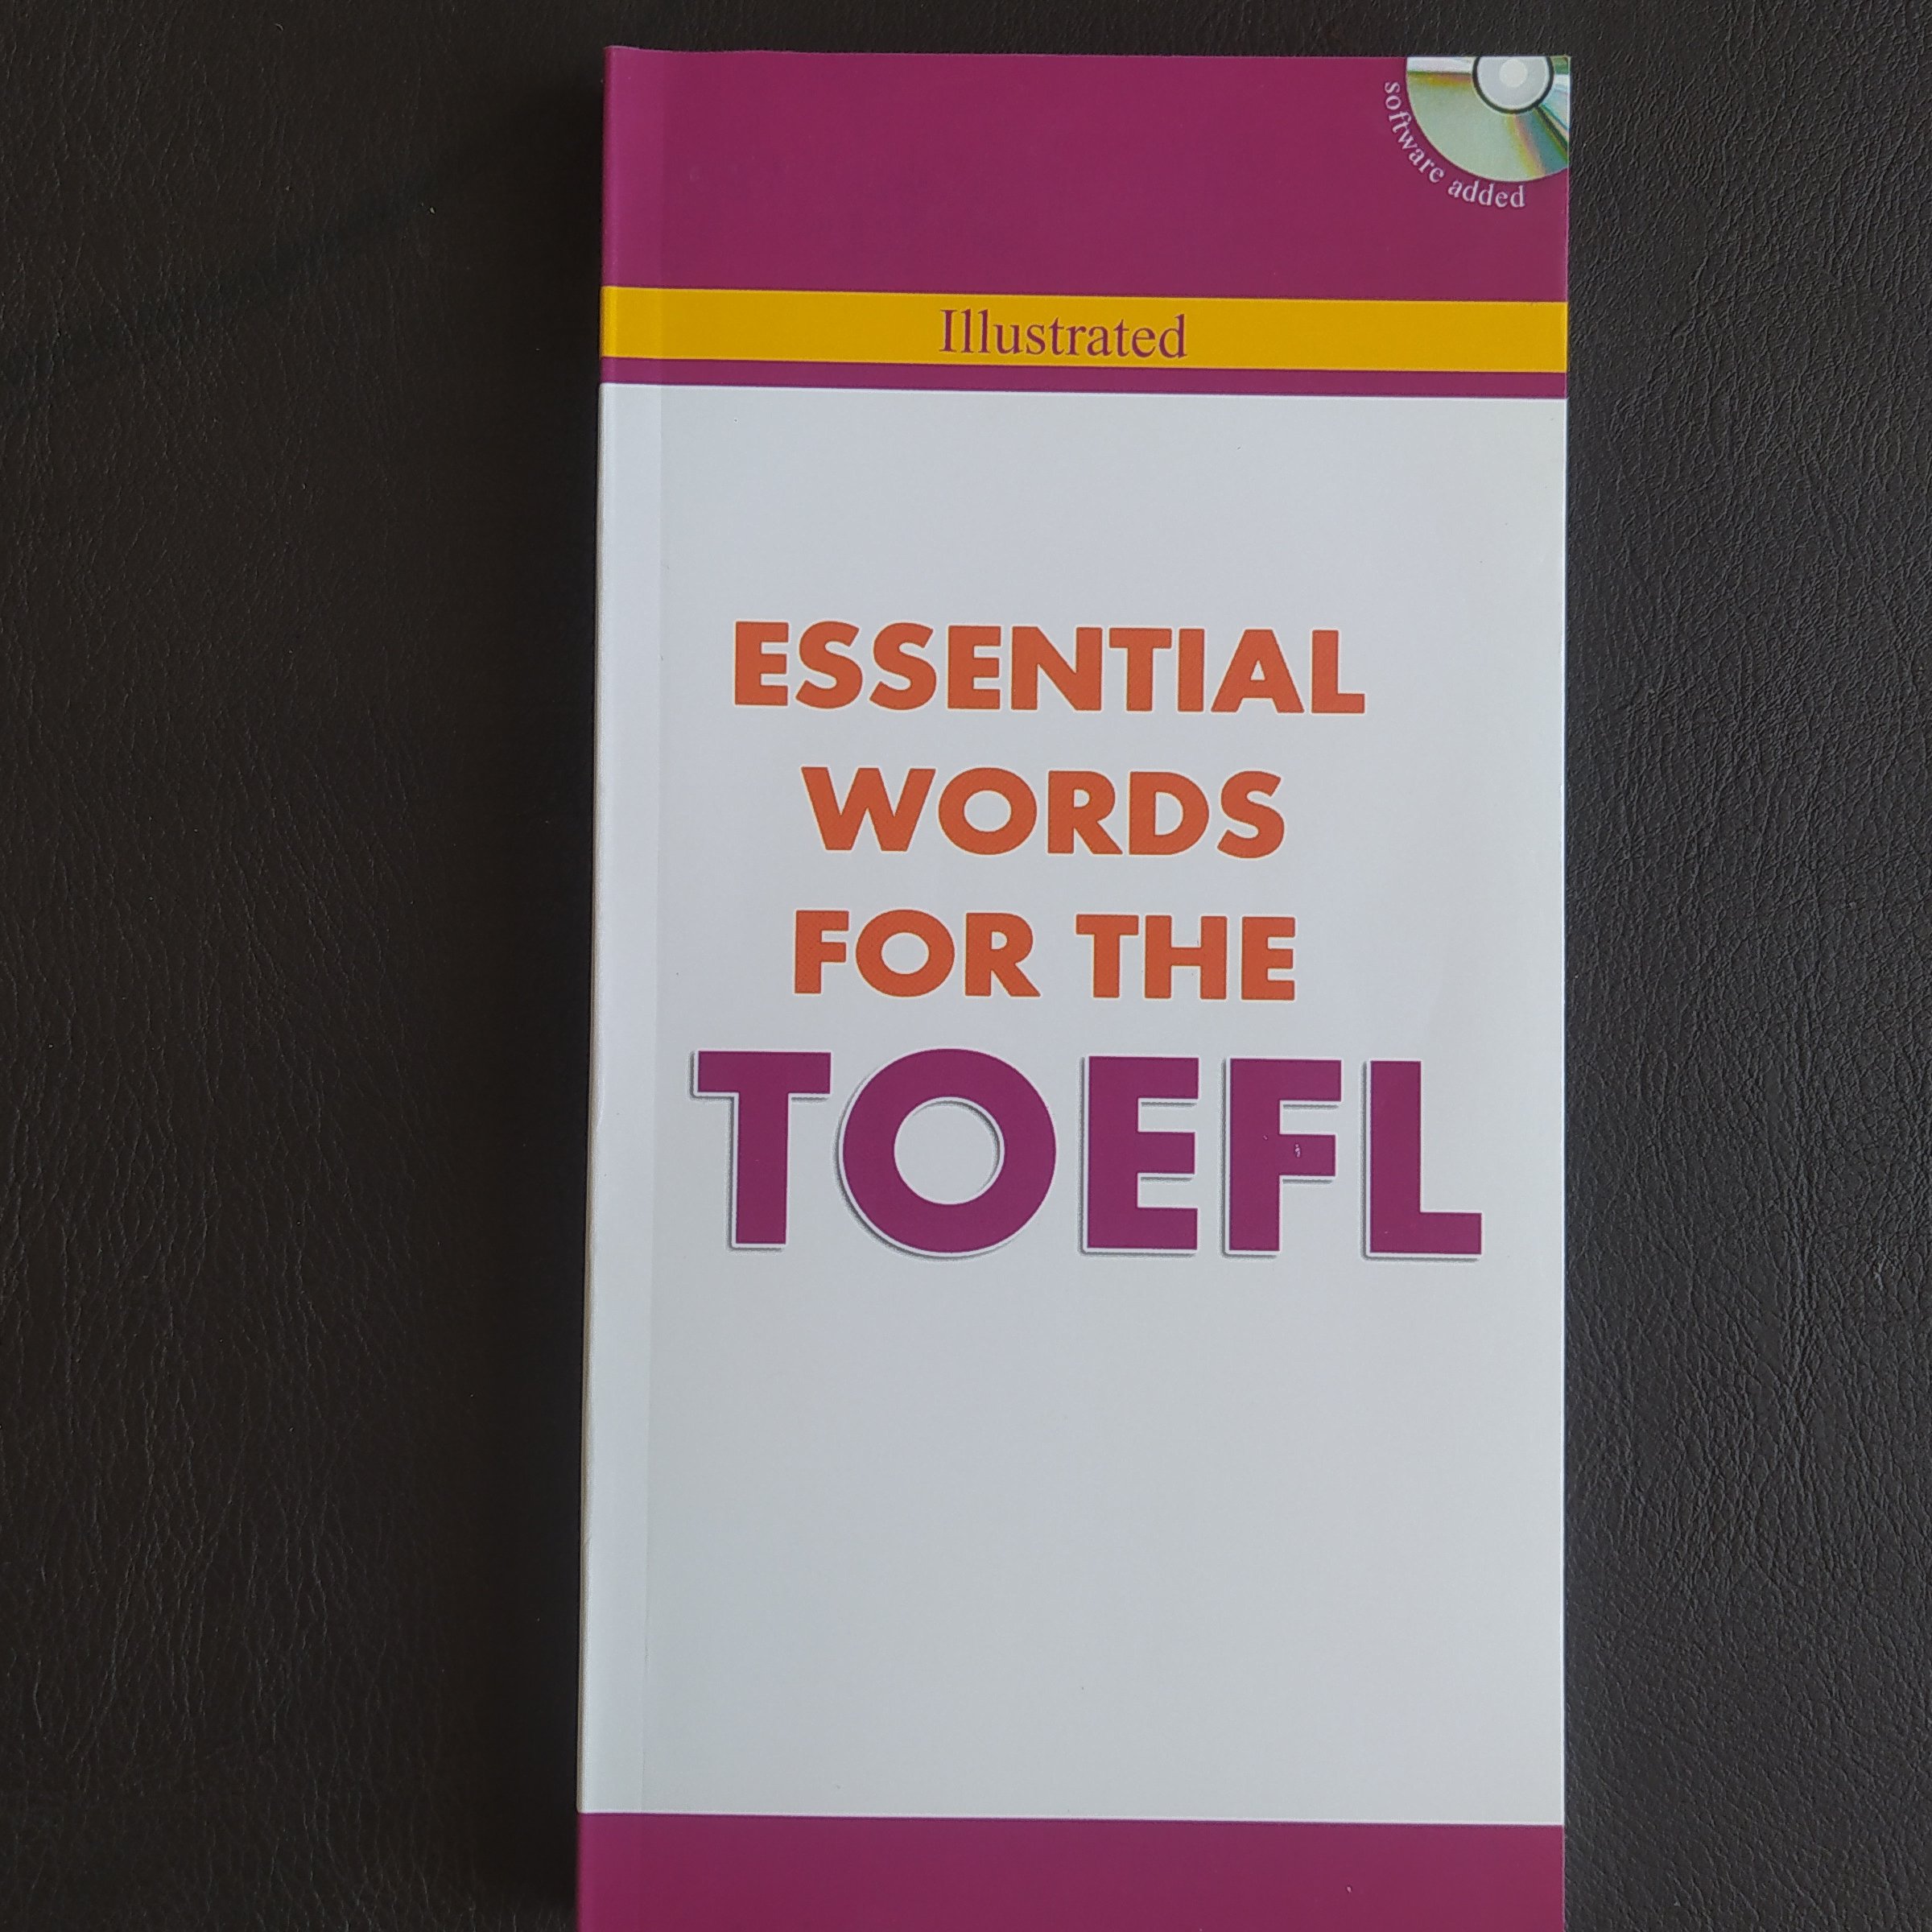 software added
Illustrated
ESSENTIAL
WORDS
FOR THE
TOEFL